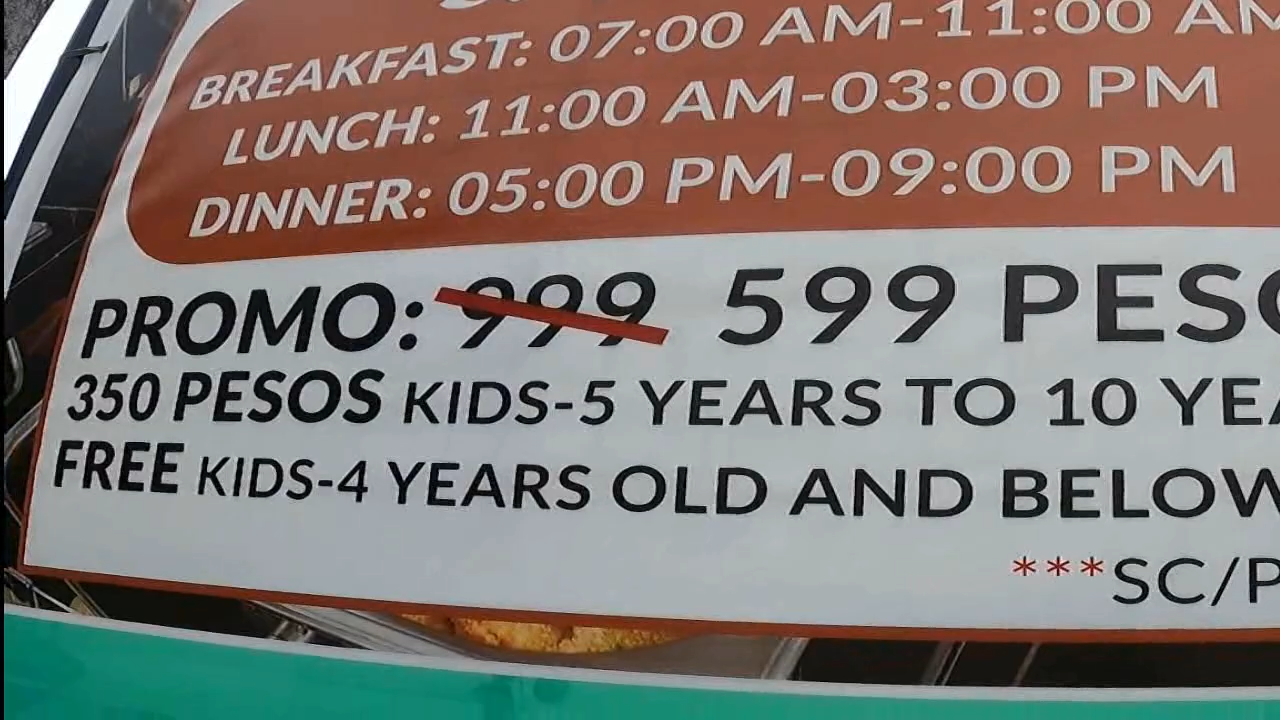 BREAKFAST: 07:00 AM-11:00 AM
LUNCH: 11:00 AM-03:00 PM
DINNER: 05:00 PM-09:00 PM
PROMO: 999 599 PESO
350 PESOS KIDS-5 YEARS TO 10 YEA
FREE KIDS-4 YEARS OLD AND BELOW
***SC/P